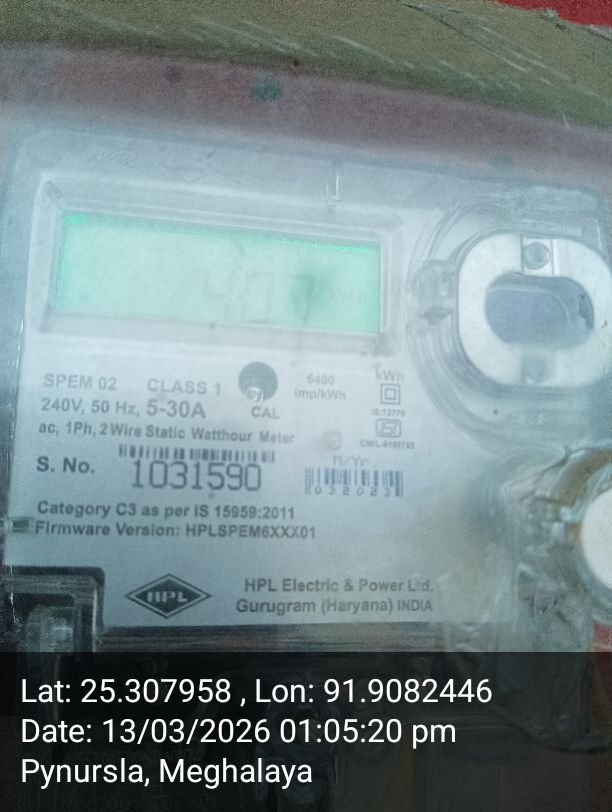 SPEM 02 CLASS 1
240V, 50 Hz, 5-30A
CAL
6400
imp/kWh
kWh
IS:13779
ac, 1Ph, 2 Wire Static Watthour Meter
S. No. 1031590
M/Yr.
032023
Category C3 as per IS 15959:2011
Firmware Version: HPLSPEM6XXX01
HPL
HPL Electric & Power Ltd.
Gurugram (Haryana) INDIA
Lat: 25.307958 , Lon: 91.9082446
Date: 13/03/2026 01:05:20 pm
Pynursla, Meghalaya